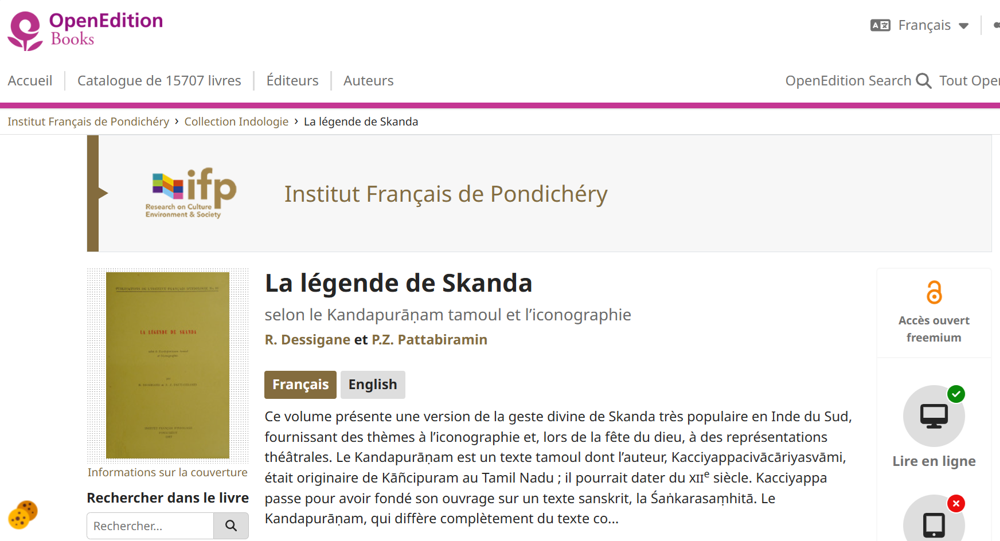 OpenEdition
Books
Français
Accueil
Catalogue de 15707 livres
Éditeurs
Auteurs
OpenEdition Search
Tout Oper
Institut Français de Pondichéry › Collection Indologie › La légende de Skanda
ifp
Research on Culture
Environment & Society
Institut Français de Pondichéry
PUBLICATIONS DE L'INSTITUT FRANÇAIS D'INDOLOGIE No.
LA LÉGENDE DE SKANDA
Informations sur la couverture
Rechercher dans le livre
Rechercher...
La légende de Skanda
selon le Kandapurāṇam tamoul et l’iconographie
R. Dessigane et P.Z. Pattabiramin
Français
English
Ce volume présente une version de la geste divine de Skanda très populaire en Inde du Sud,
fournissant des thèmes à l’iconographie et, lors de la fête du dieu, à des représentations
théâtrales. Le Kandapurāṇam est un texte tamoul dont l’auteur, Kacciyappacivācāriyasvāmi,
était originaire de Kāñcipuram au Tamil Nadu ; il pourrait dater du XIIe siècle. Kacciyappa
passe pour avoir fondé son ouvrage sur un texte sanskrit, la Śaṅkarasaṃhitā. Le
Kandapurāṇam, qui diffère complètement du texte co...
Accès ouvert
freemium
Lire en ligne